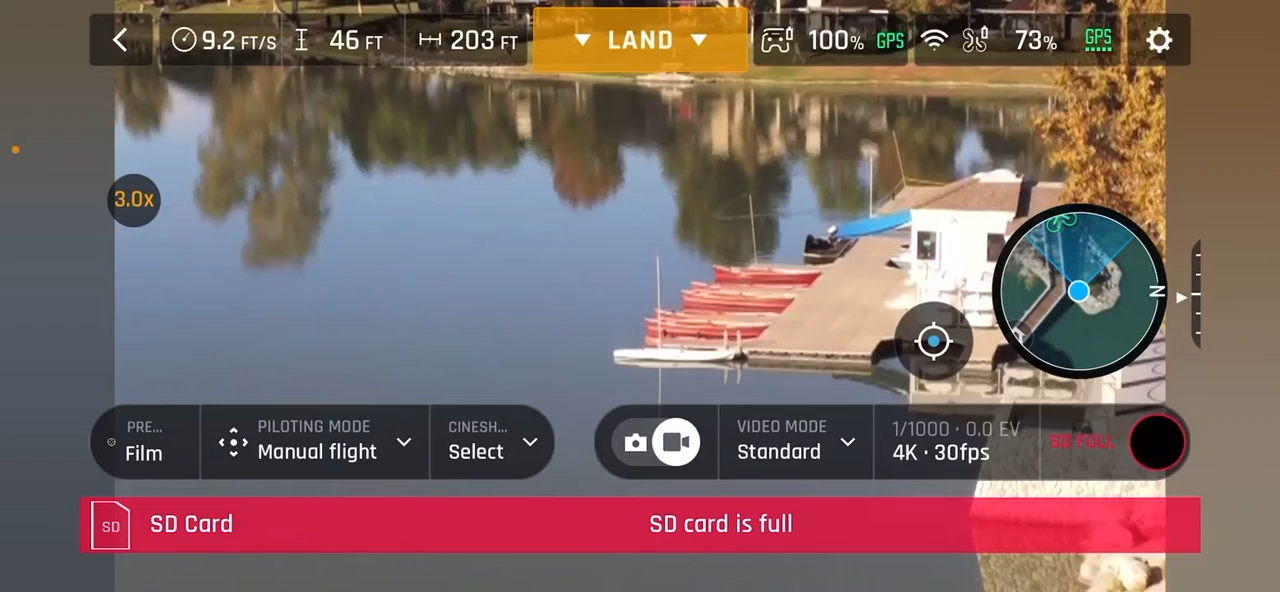 9.2 FT/S
46 FT
203 FT
LAND
100% GPS
73%
GPS
3.0x
N
PRE...
Film
PILOTING MODE
Manual flight
CINESH...
Select
VIDEO MODE
Standard
1/1000 · 0.0 EV
4K · 30fps
SD FULL
SD
SD Card
SD card is full